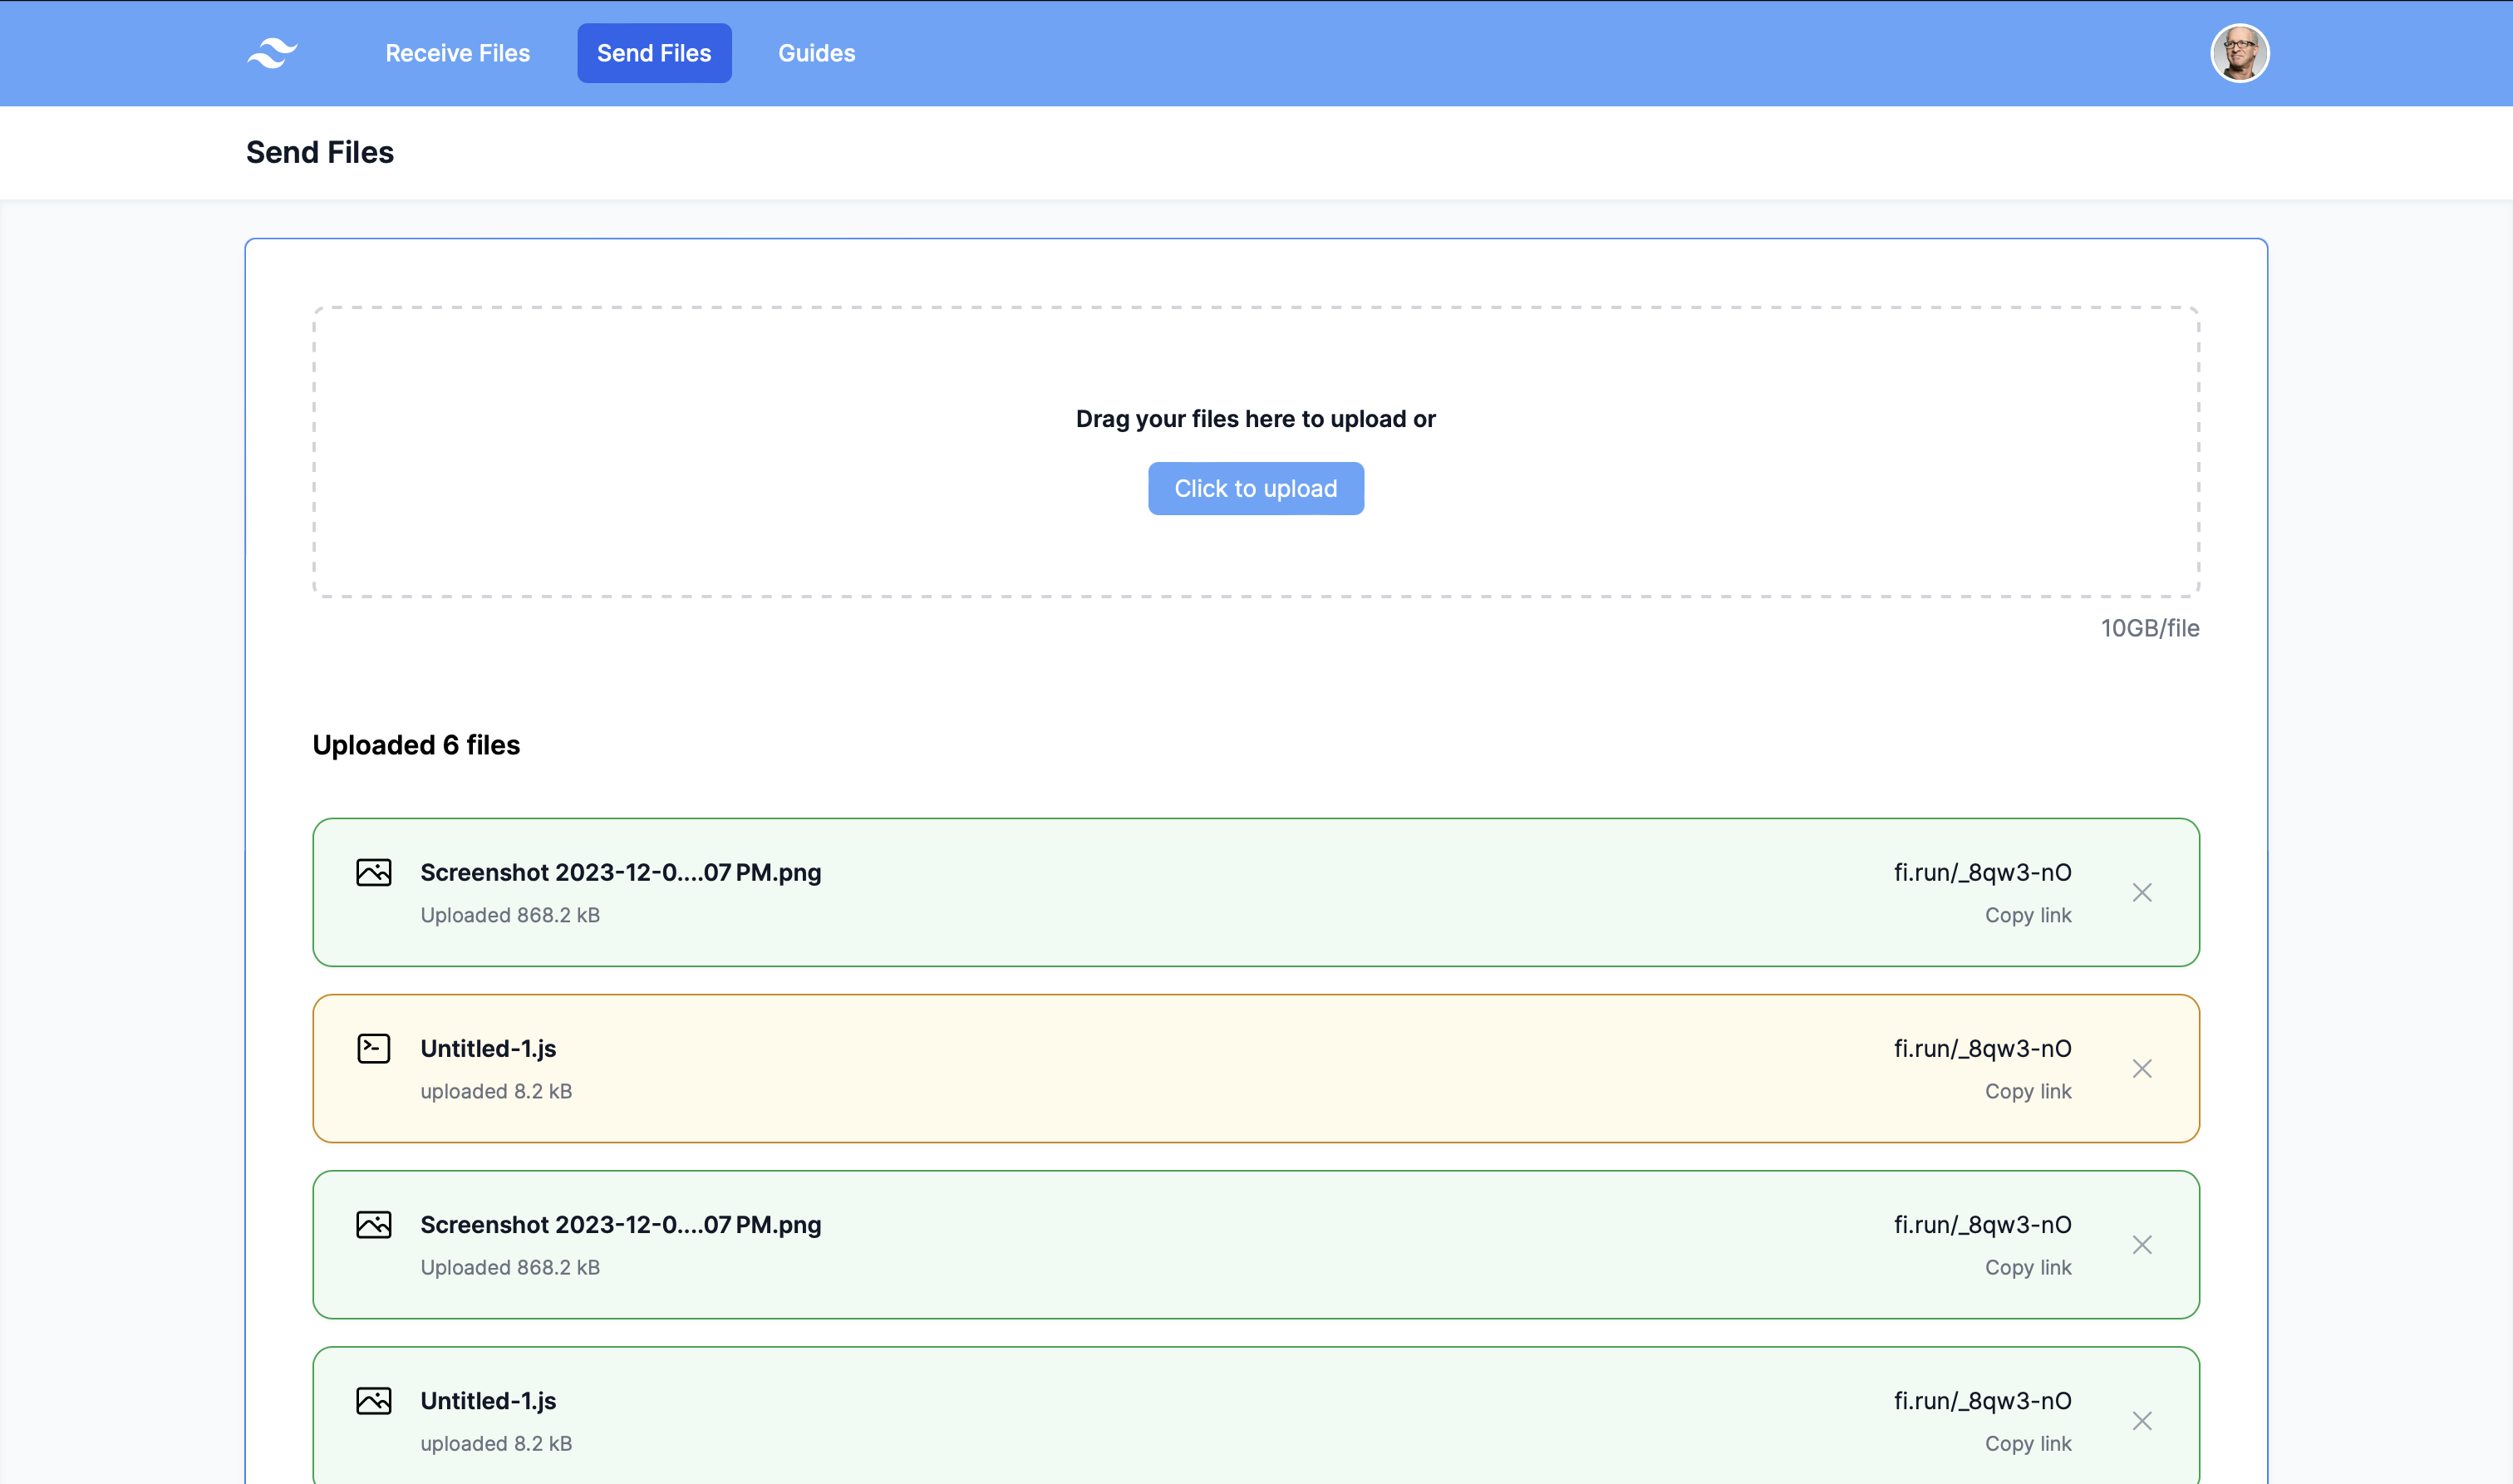 Receive Files
Send Files
Guides
Send Files
Drag your files here to upload or
Click to upload
10GB/file
Uploaded 6 files
Screenshot 2023-12-0....07 PM.png
fi.run/_8qw3-nO
Uploaded 868.2 kB
Copy link
Untitled-1.js
fi.run/_8qw3-nO
uploaded 8.2 kB
Copy link
Screenshot 2023-12-0....07 PM.png
fi.run/_8qw3-nO
Uploaded 868.2 kB
Copy link
Untitled-1.js
fi.run/_8qw3-nO
uploaded 8.2 kB
Copy link